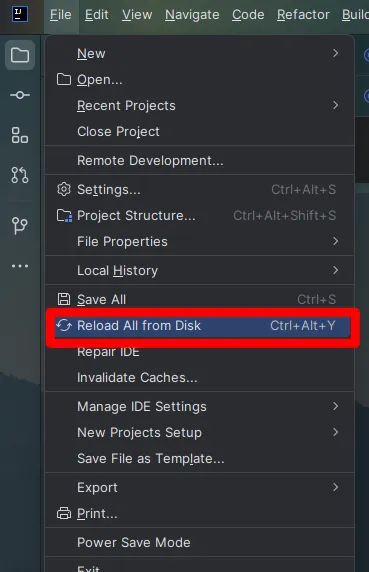 IJ
File Edit View Navigate Code Refactor Build
New
Open...
Recent Projects
Close Project
Remote Development...
Settings... Ctrl+Alt+S
Project Structure... Ctrl+Alt+Shift+S
File Properties
Local History
Save All Ctrl+S
Reload All from Disk Ctrl+Alt+Y
Repair IDE
Invalidate Caches...
Manage IDE Settings
New Projects Setup
Save File as Template...
Export
Print...
Power Save Mode
Exit